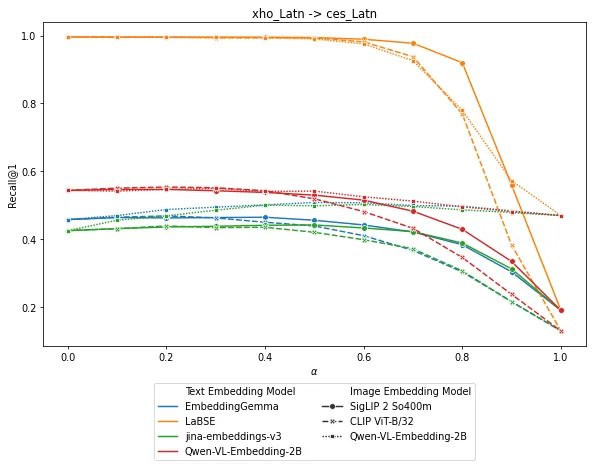 xho_Latn -> ces_Latn
Recall@1
1.0
0.8
0.6
0.4
0.2
0.0 0.2 0.4 0.6 0.8 1.0
α
Text Embedding Model Image Embedding Model
EmbeddingGemma SigLIP 2 So400m
LaBSE CLIP ViT-B/32
jina-embeddings-v3 Qwen-VL-Embedding-2B
Qwen-VL-Embedding-2B